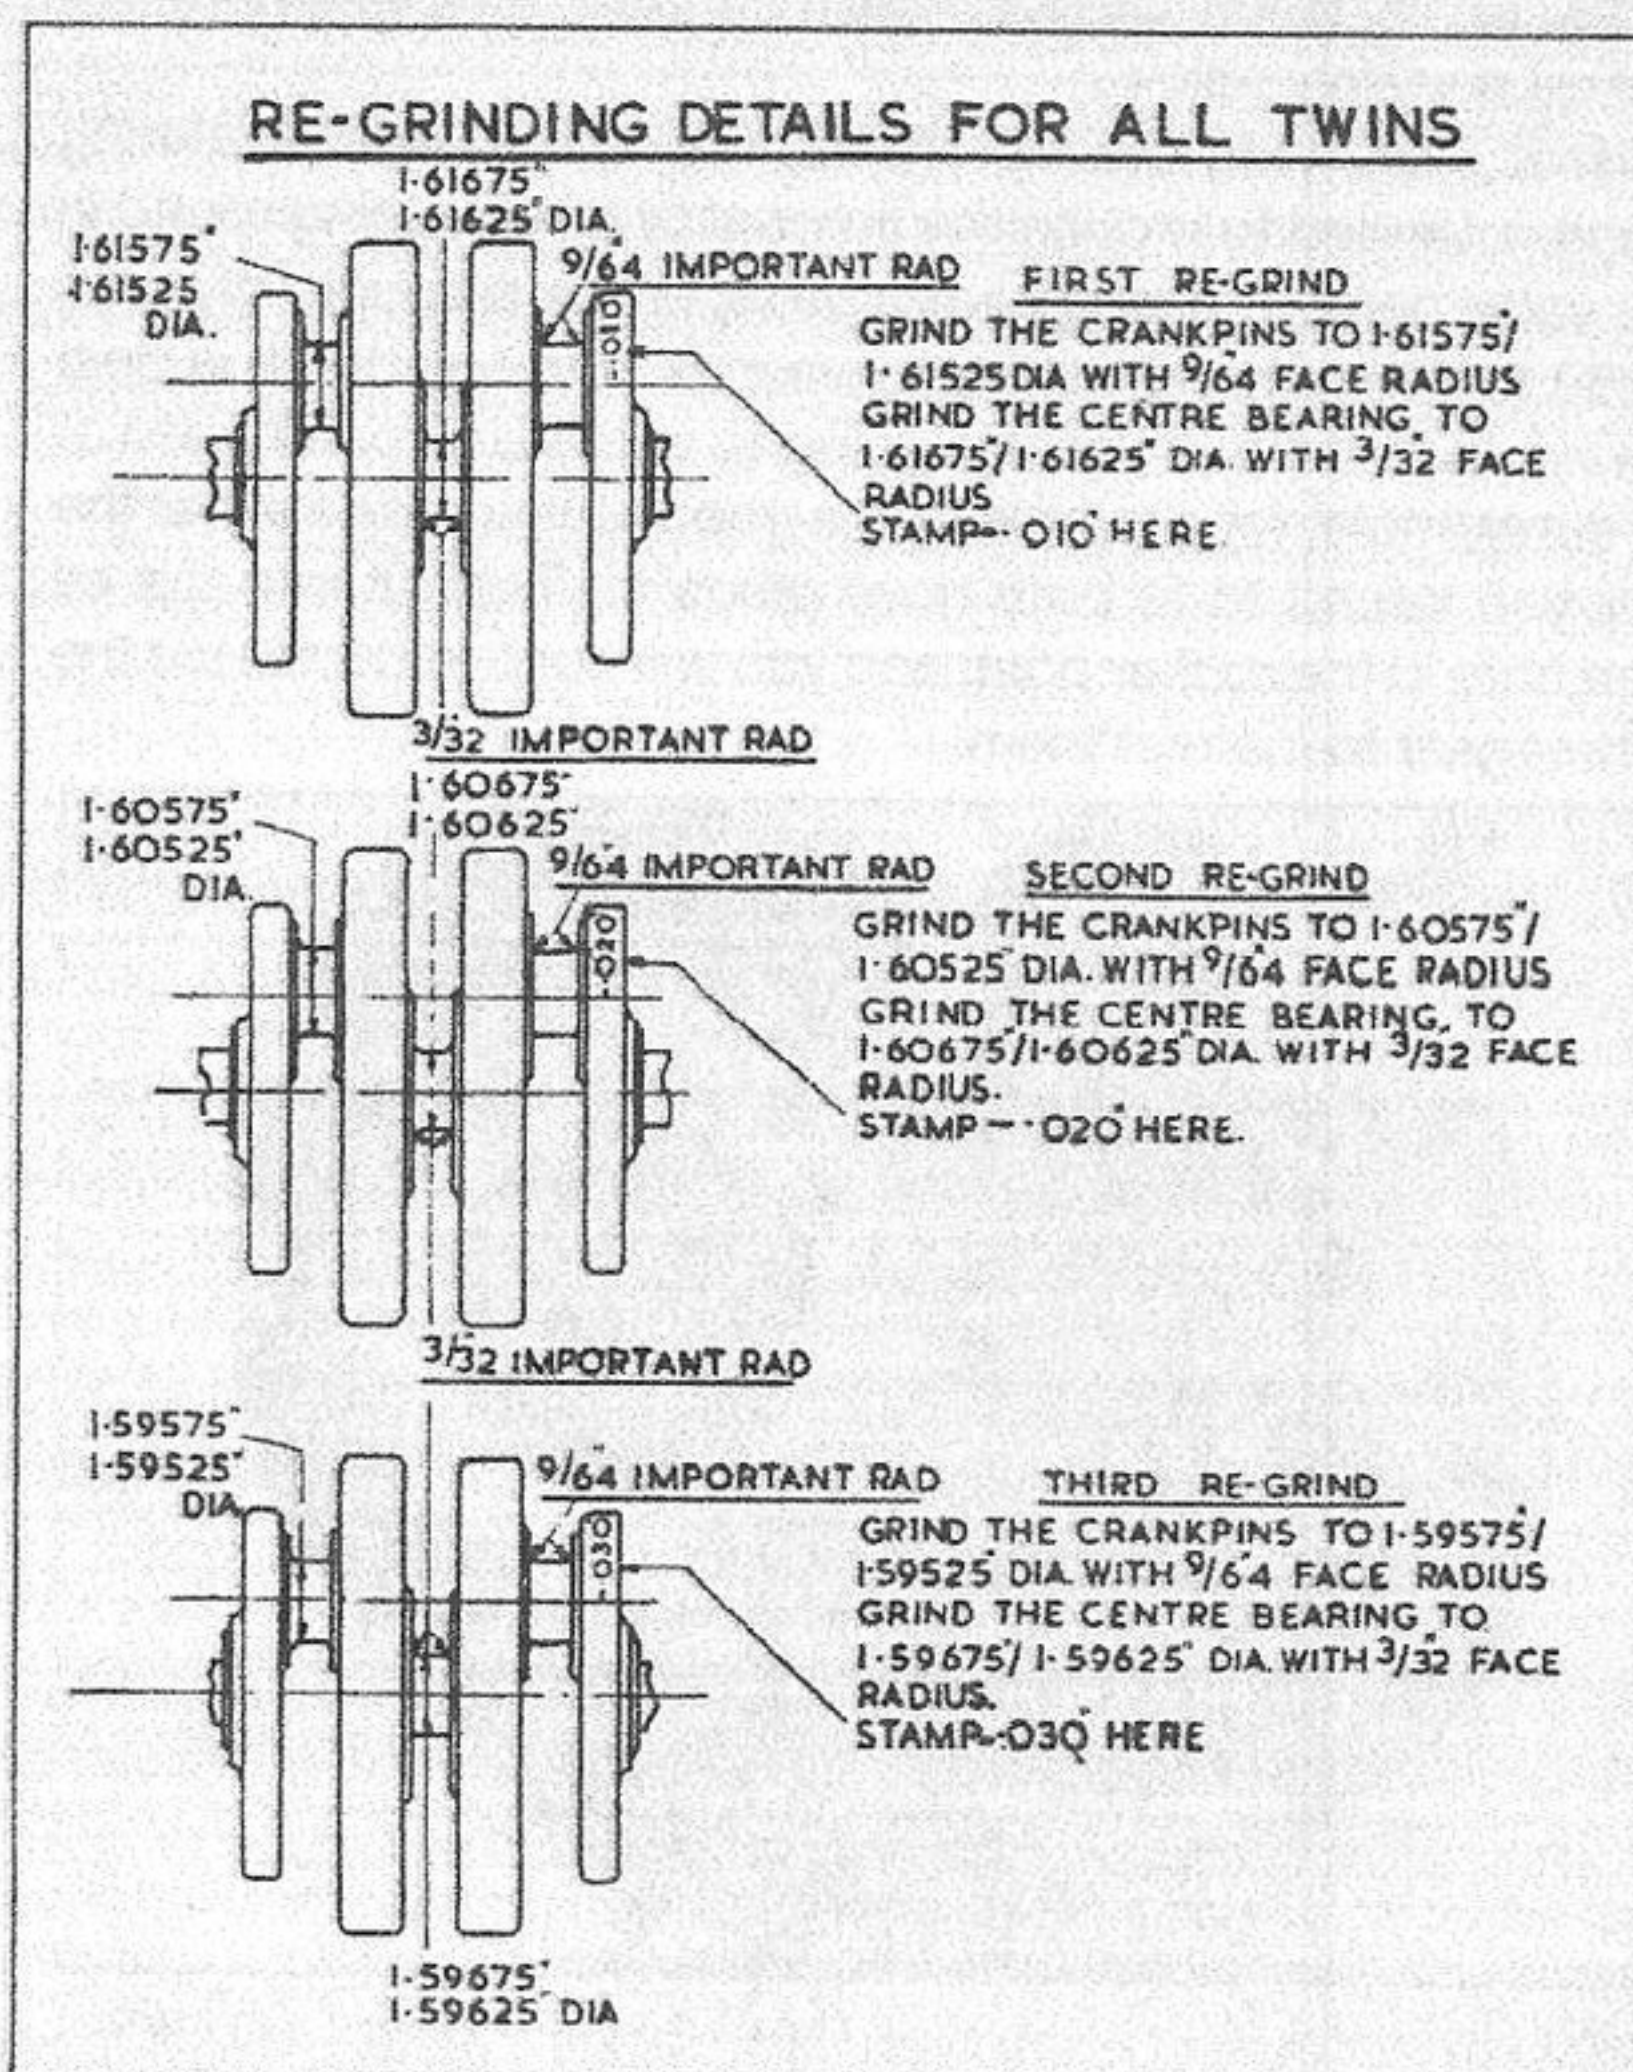 RE-GRINDING DETAILS FOR ALL TWINS
1·61675"
1·61625" DIA.
1·61575"
1·61525
DIA.
9/64" IMPORTANT RAD
-·010
FIRST RE-GRIND
GRIND THE CRANKPINS TO 1·61575"/
1·61525 DIA WITH 9/64" FACE RADIUS
GRIND THE CENTRE BEARING TO
1·61675"/1·61625" DIA. WITH 3/32" FACE
RADIUS
STAMP -·010" HERE.
3/32" IMPORTANT RAD
1·60675"
1·60625"
1·60575"
1·60525"
DIA.
9/64" IMPORTANT RAD
-·020
SECOND RE-GRIND
GRIND THE CRANKPINS TO 1·60575"/
1·60525" DIA. WITH 9/64" FACE RADIUS
GRIND THE CENTRE BEARING, TO
1·60675"/1·60625" DIA. WITH 3/32 FACE
RADIUS.
STAMP -·020" HERE.
3/32" IMPORTANT RAD
1·59575"
1·59525"
DIA.
9/64" IMPORTANT RAD
-·030
THIRD RE-GRIND
GRIND THE CRANKPINS TO 1·59575"/
1·59525" DIA. WITH 9/64" FACE RADIUS
GRIND THE CENTRE BEARING TO
1·59675"/1·59625" DIA. WITH 3/32" FACE
RADIUS.
STAMP -·030" HERE
1·59675"
1·59625" DIA